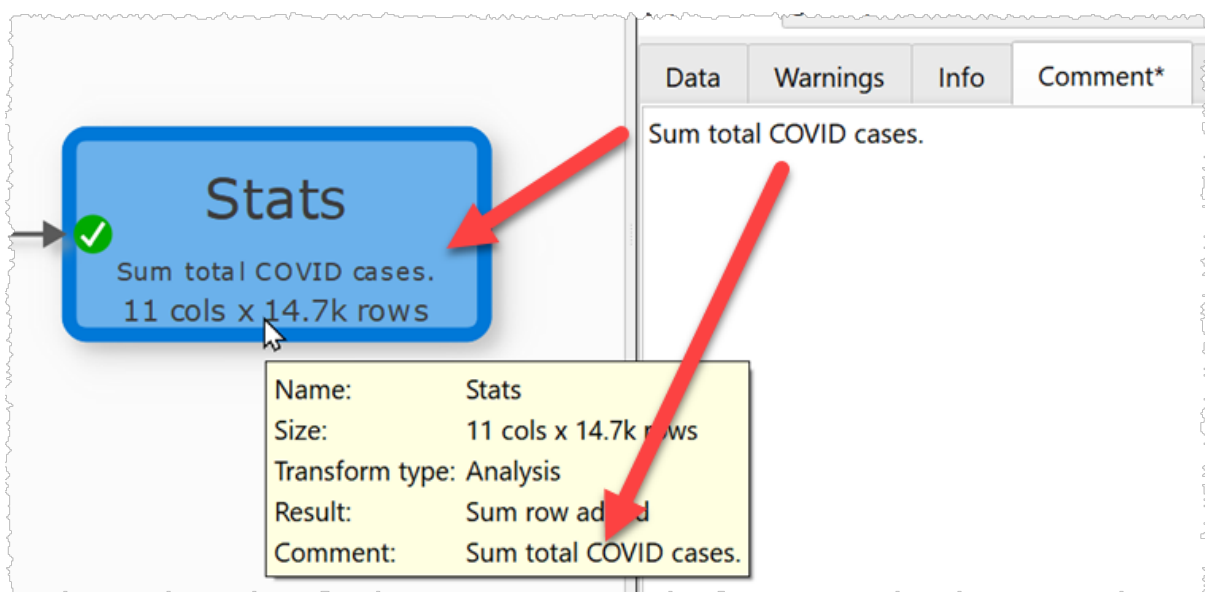 Stats
Sum total COVID cases.
11 cols x 14.7k rows
Data Warnings Info Comment*
Sum total COVID cases.
Name: Stats
Size: 11 cols x 14.7k rows
Transform type: Analysis
Result: Sum row
Comment: Sum total COVID cases.